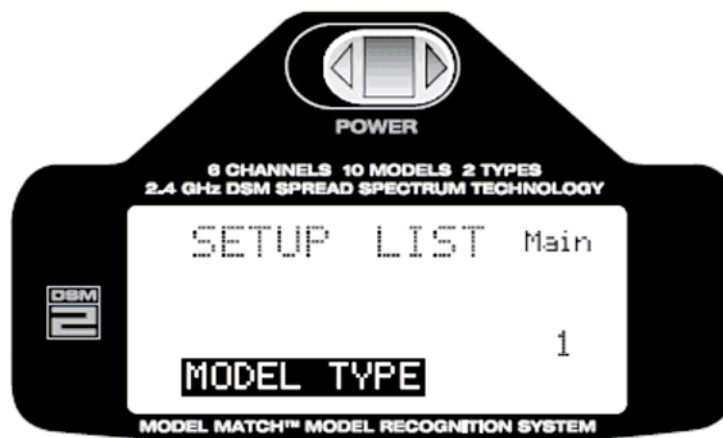 POWER
6 CHANNELS 10 MODELS 2 TYPES
2.4 GHz DSM SPREAD SPECTRUM TECHNOLOGY
SETUP LIST Main
DSM
2
1
MODEL TYPE
MODEL MATCH™ MODEL RECOGNITION SYSTEM